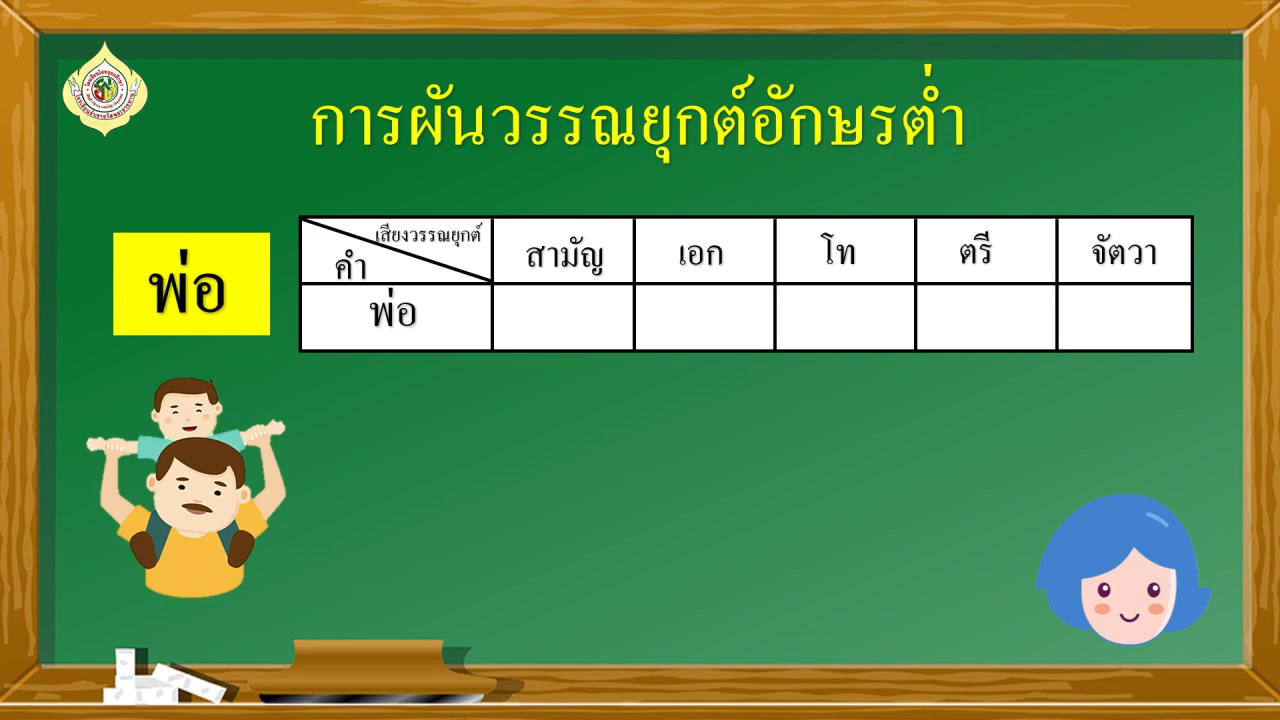 การผันวรรณยุกต์อักษรต่ำ
พ่อ
เสียงวรรณยุกต์
คำ
สามัญ
เอก
โท
ตรี
จัตวา
พ่อ